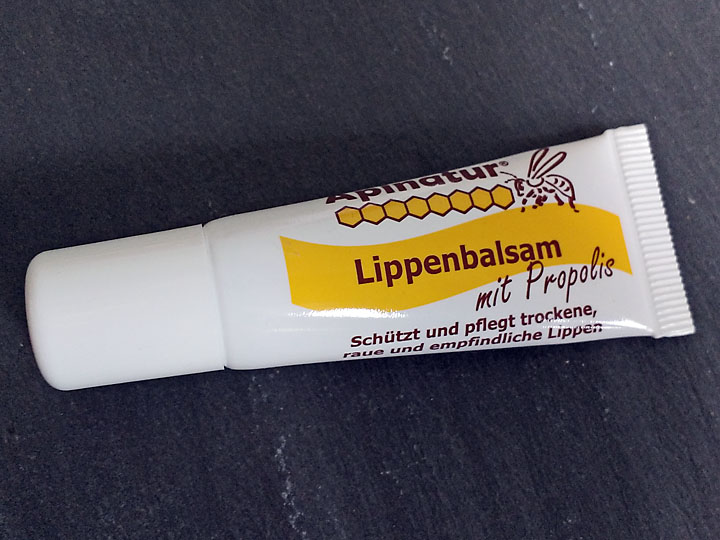 Apinatur®
Lippenbalsam
mit Propolis
Schützt und pflegt trockene,
raue und empfindliche Lippen